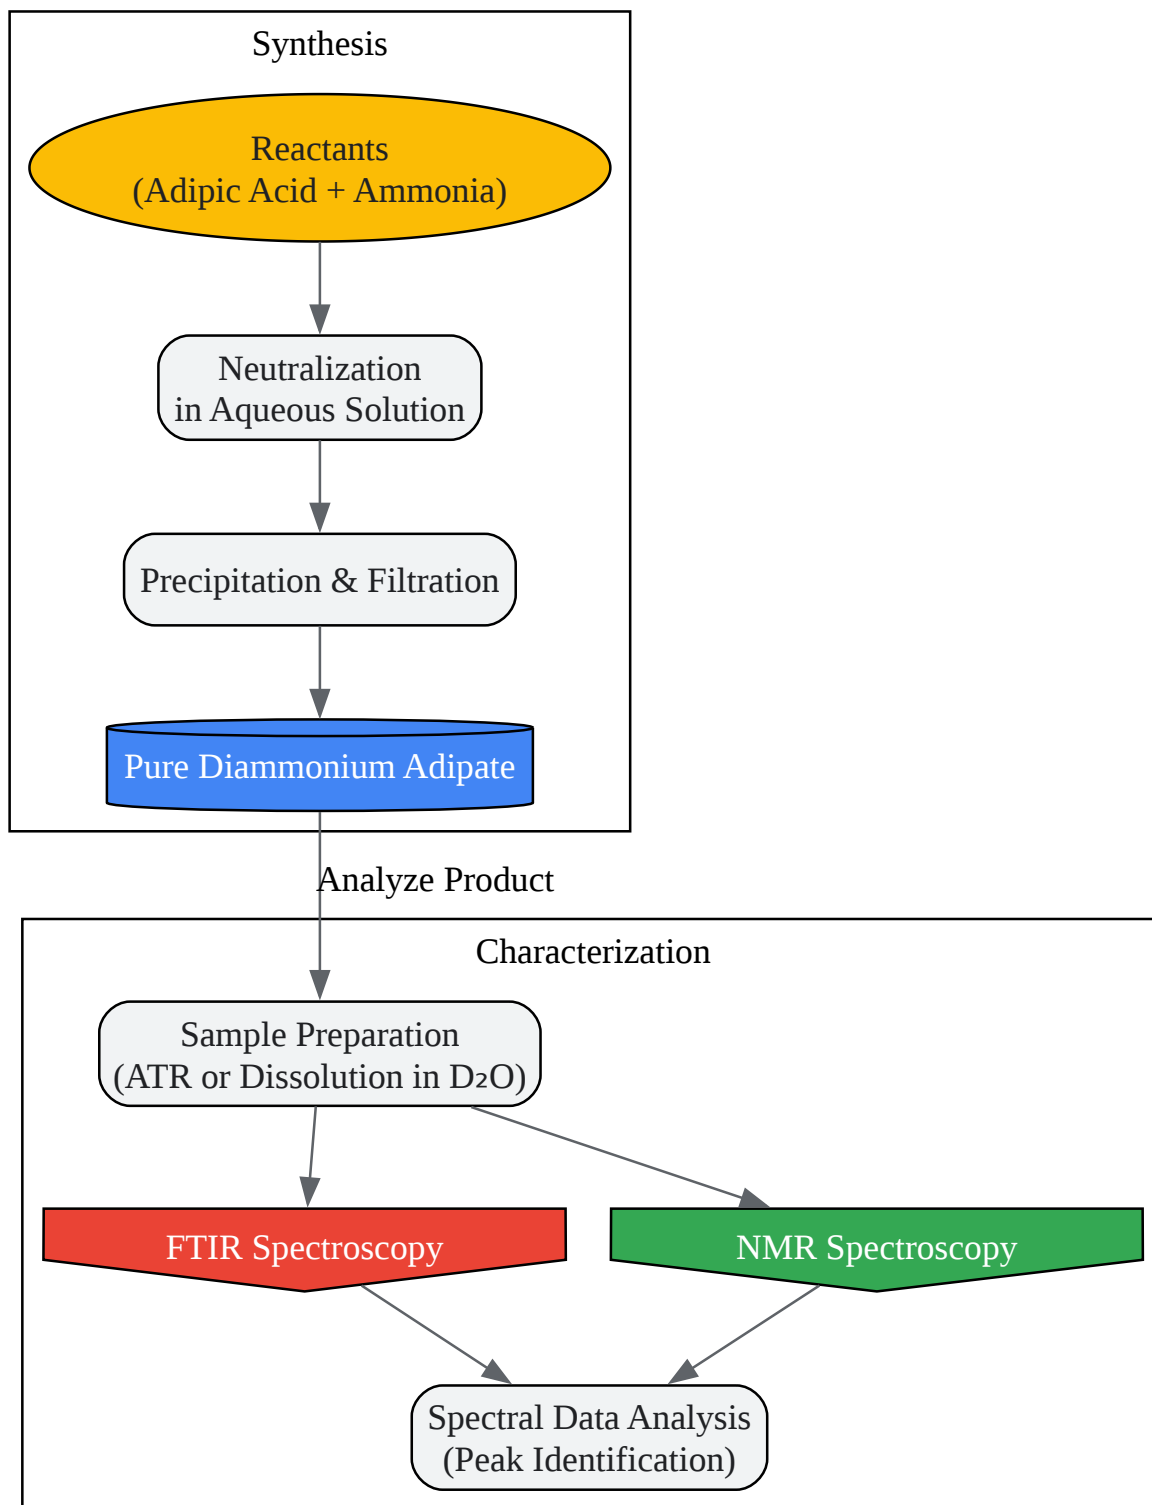 Synthesis
Reactants
(Adipic Acid + Ammonia)
Neutralization
in Aqueous Solution
Precipitation & Filtration
Pure Diammonium Adipate
Analyze Product
Characterization
Sample Preparation
(ATR or Dissolution in D₂O)
FTIR Spectroscopy
NMR Spectroscopy
Spectral Data Analysis
(Peak Identification)